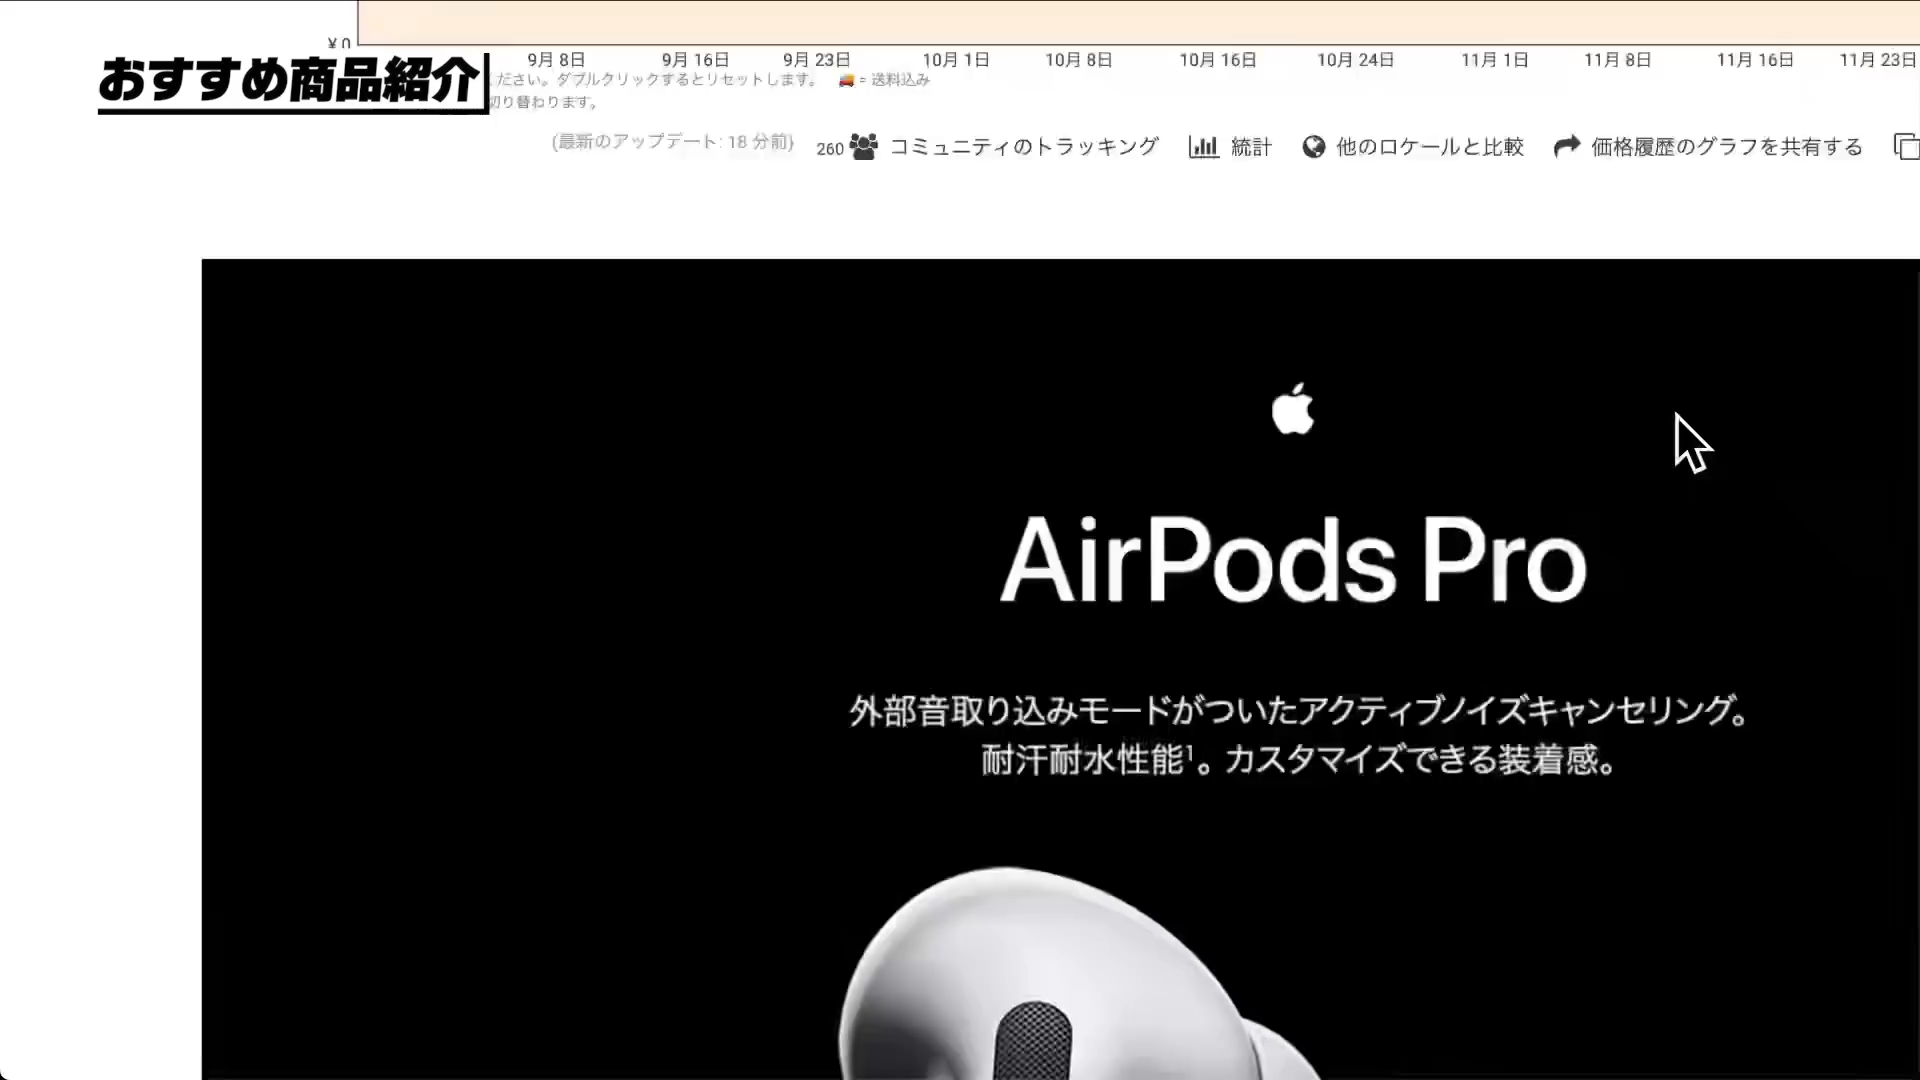 ¥0
9月 8日 9月 16日 9月 23日 10月 1日 10月 8日 10月 16日 10月 24日 11月 1日 11月 8日 11月 16日 11月 23日
おすすめ商品紹介
ださい。ダブルクリックするとリセットします。 = 送料込み
切り替わります。
(最新のアップデート: 18 分前) 260 コミュニティのトラッキング 統計 他のロケールと比較 価格履歴のグラフを共有する
AirPods Pro
外部音取り込みモードがついたアクティブノイズキャンセリング。
耐汗耐水性能¹。カスタマイズできる装着感。